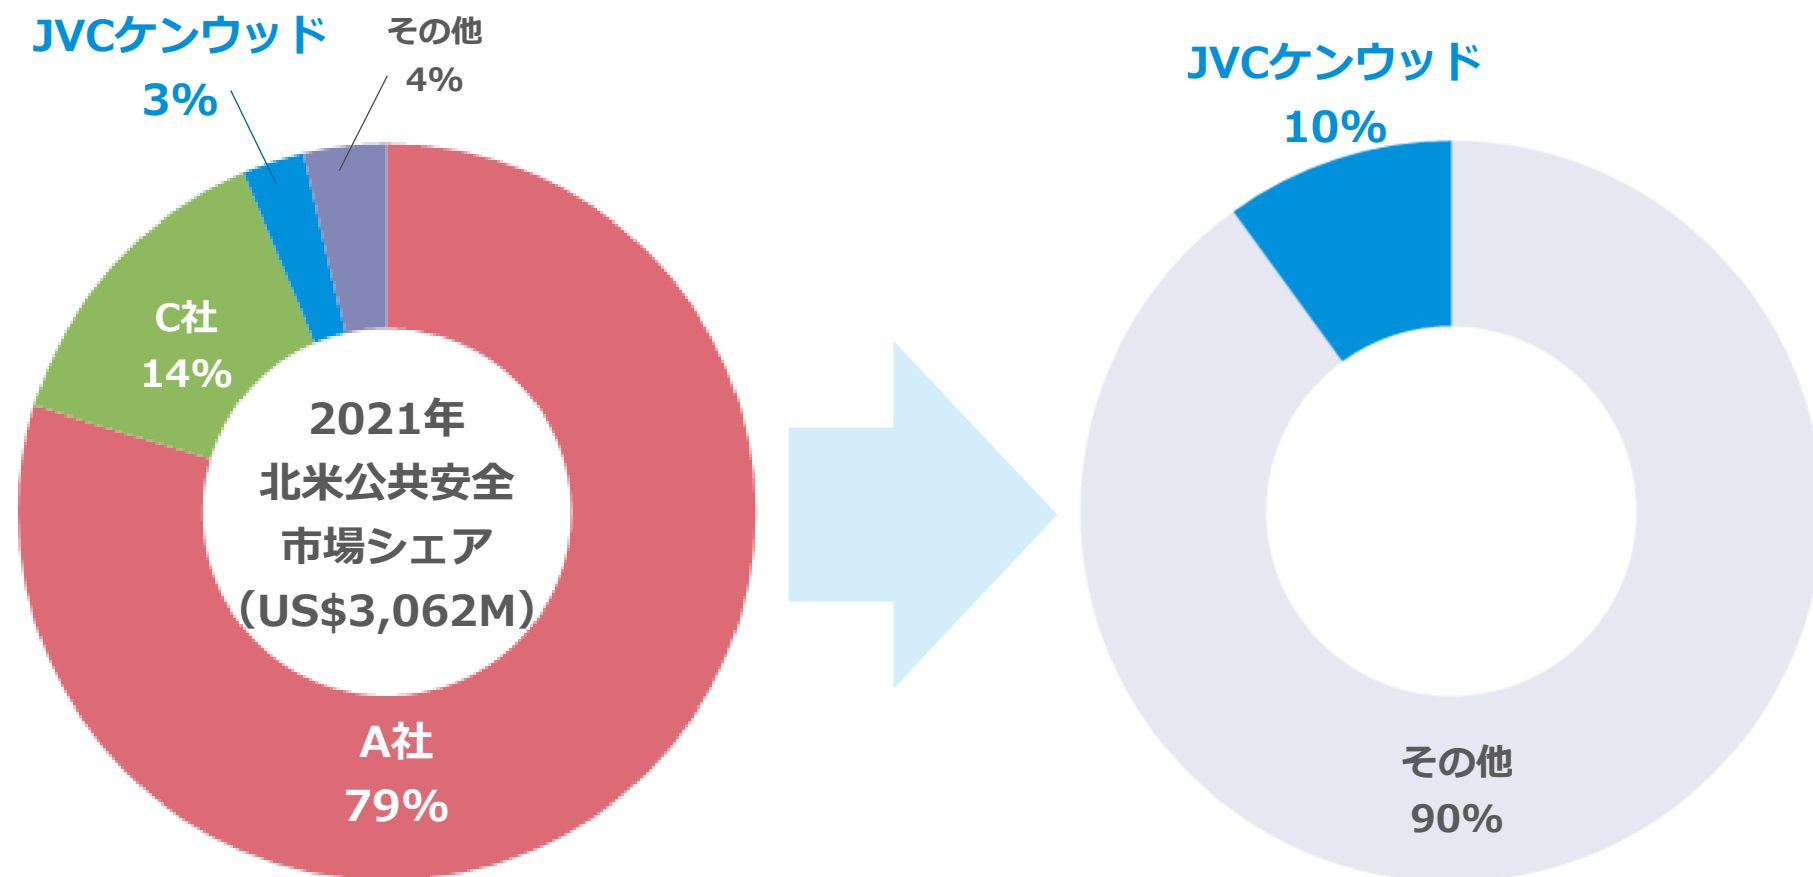 JVCケンウッド
3%
その他
4%
C社
14%
2021年
北米公共安全
市場シェア
（US$3,062M）
A社
79%
JVCケンウッド
10%
その他
90%